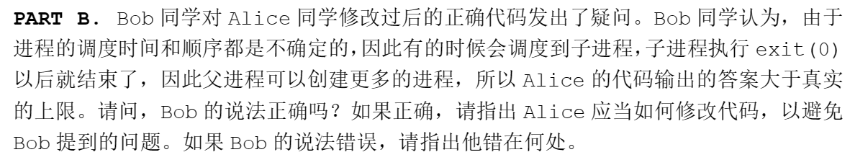 PART B. Bob 同学对 Alice 同学修改过后的正确代码发出了疑问。Bob 同学认为，由于
进程的调度时间和顺序都是不确定的，因此有的时候会调度到子进程，子进程执行 exit(0)
以后就结束了，因此父进程可以创建更多的进程，所以 Alice 的代码输出的答案大于真实
的上限。请问，Bob 的说法正确吗？如果正确，请指出 Alice 应当如何修改代码，以避免
Bob 提到的问题。如果 Bob 的说法错误，请指出他错在何处。